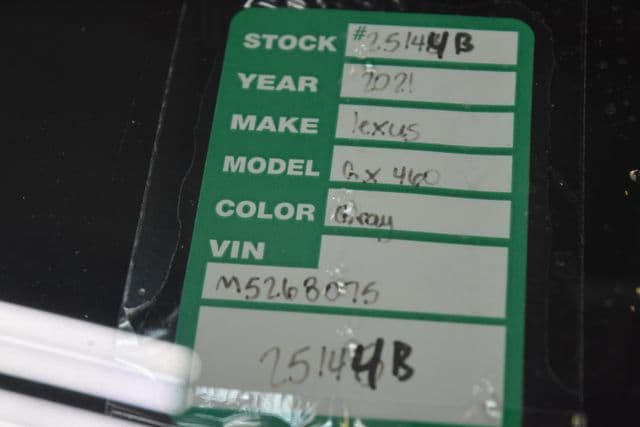 STOCK #25144B
YEAR 2021
MAKE lexus
MODEL Gx 460
COLOR Gray
VIN
M5268075
25144B